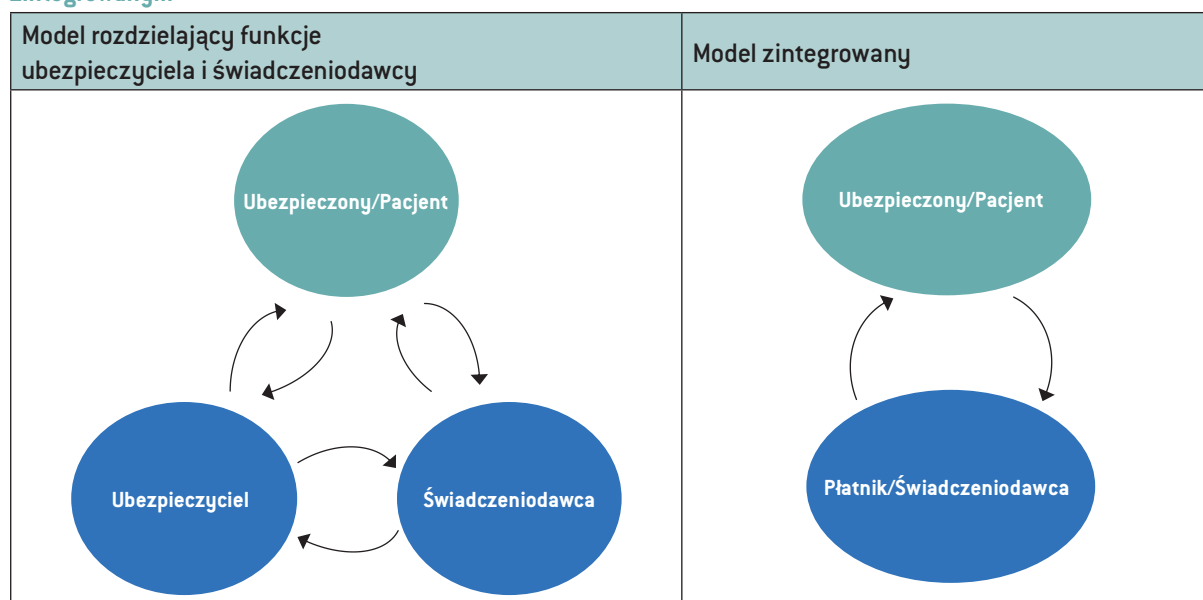 Model rozdzielający funkcje
ubezpieczyciela i świadczeniodawcy
Model zintegrowany
Ubezpieczony/Pacjent
Ubezpieczony/Pacjent
Ubezpieczyciel
Świadczeniodawca
Płatnik/Świadczeniodawca